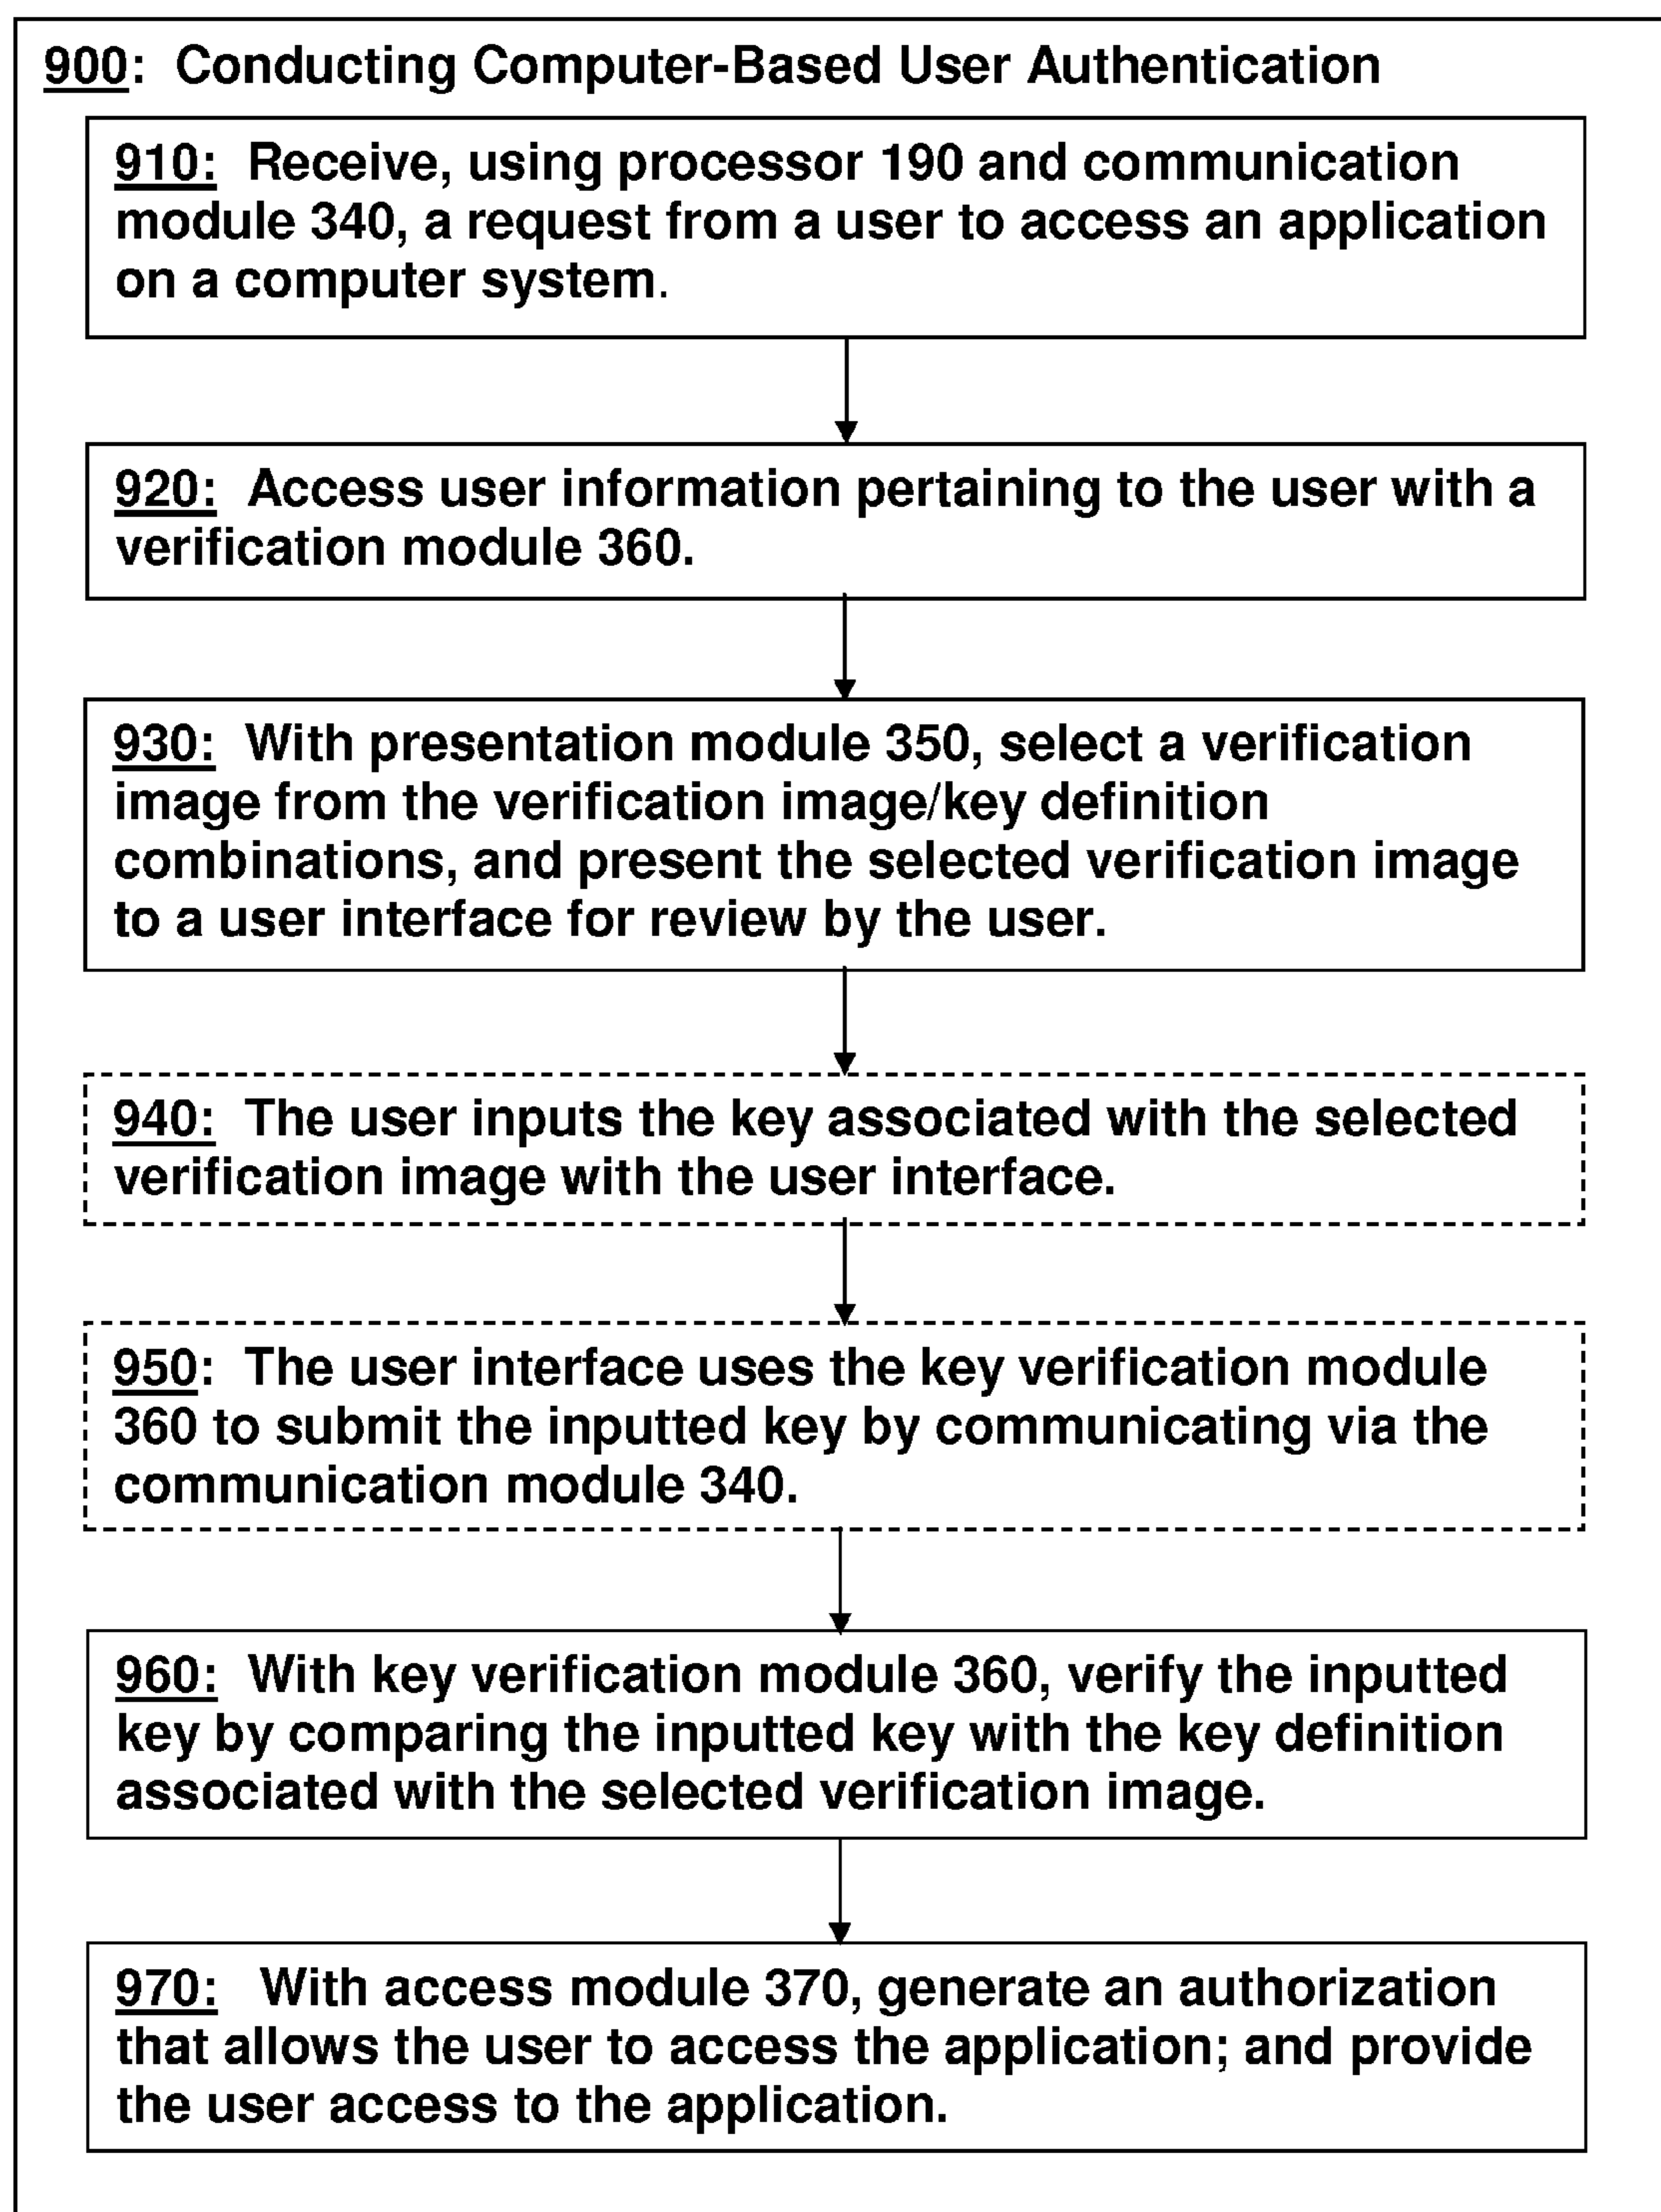 900: Conducting Computer-Based User Authentication
910: Receive, using processor 190 and communication
module 340, a request from a user to access an application
on a computer system.
920: Access user information pertaining to the user with a
verification module 360.
930: With presentation module 350, select a verification
image from the verification image/key definition
combinations, and present the selected verification image
to a user interface for review by the user.
940: The user inputs the key associated with the selected
verification image with the user interface.
950: The user interface uses the key verification module
360 to submit the inputted key by communicating via the
communication module 340.
960: With key verification module 360, verify the inputted
key by comparing the inputted key with the key definition
associated with the selected verification image.
970: With access module 370, generate an authorization
that allows the user to access the application; and provide
the user access to the application.